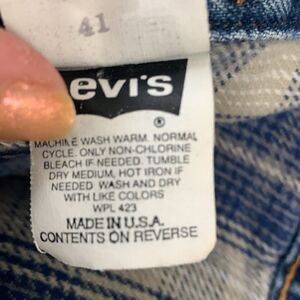 41
evi's
®
MACHINE WASH WARM. NORMAL
CYCLE. ONLY NON-CHLORINE
BLEACH IF NEEDED. TUMBLE
DRY MEDIUM, HOT IRON IF
NEEDED WASH AND DRY
WITH LIKE COLORS
WPL 423
MADE IN U.S.A.
CONTENTS ON REVERSE